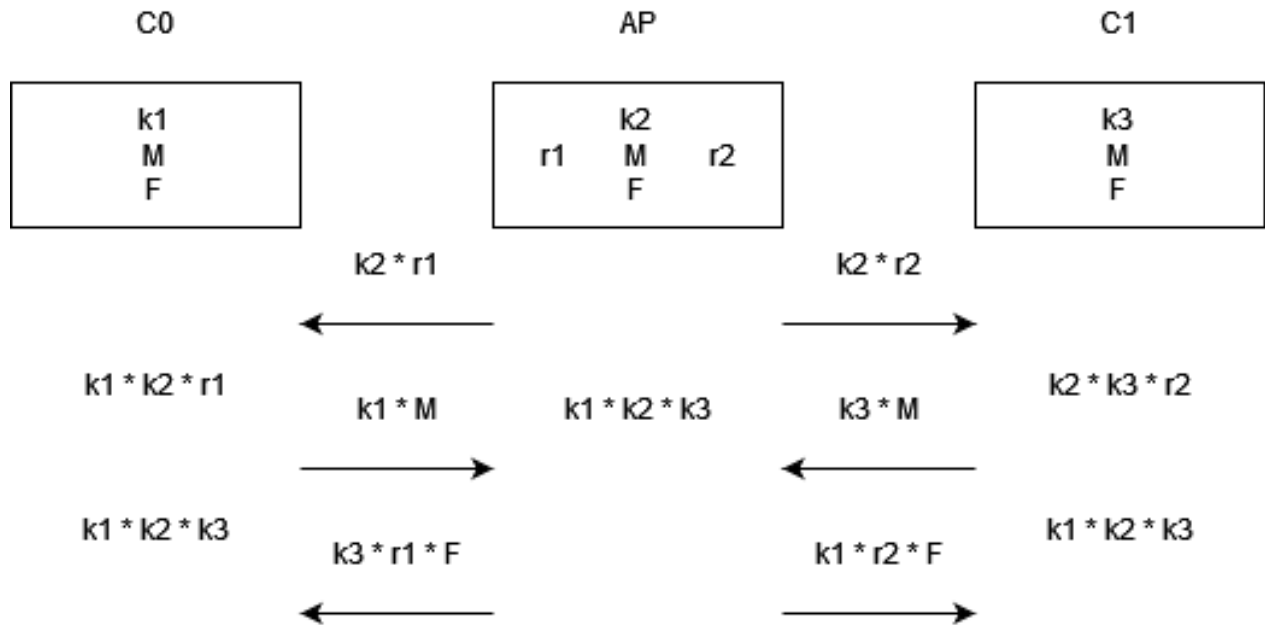 C0 AP C1
k1 k2 k3
M r1 M r2 M
F F F
k2 * r1 k2 * r2
k1 * k2 * r1 k2 * k3 * r2
k1 * M k1 * k2 * k3 k3 * M
k1 * k2 * k3 k1 * k2 * k3
k3 * r1 * F k1 * r2 * F